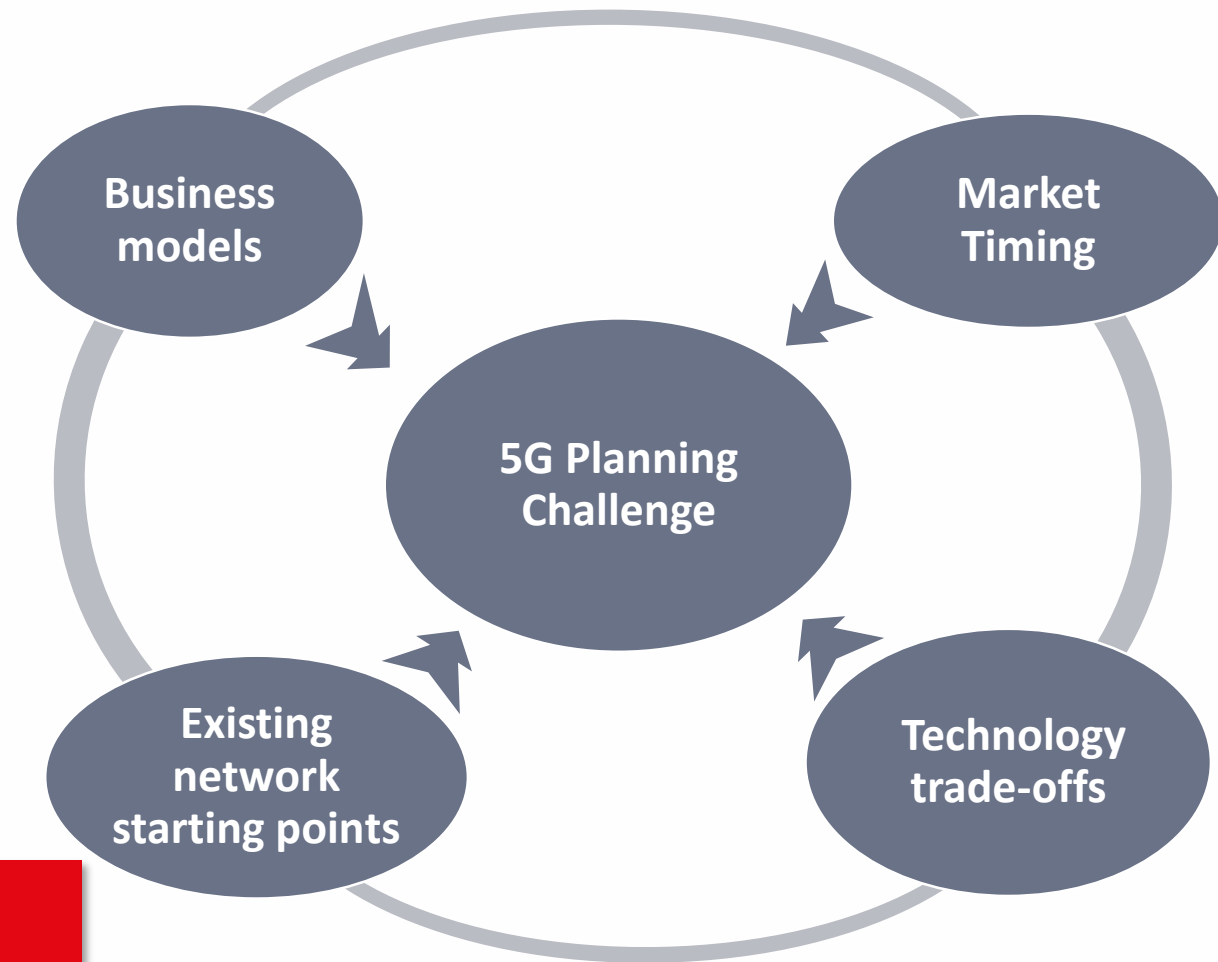 Business
models
Market
Timing
5G Planning
Challenge
Existing
network
starting points
Technology
trade-offs